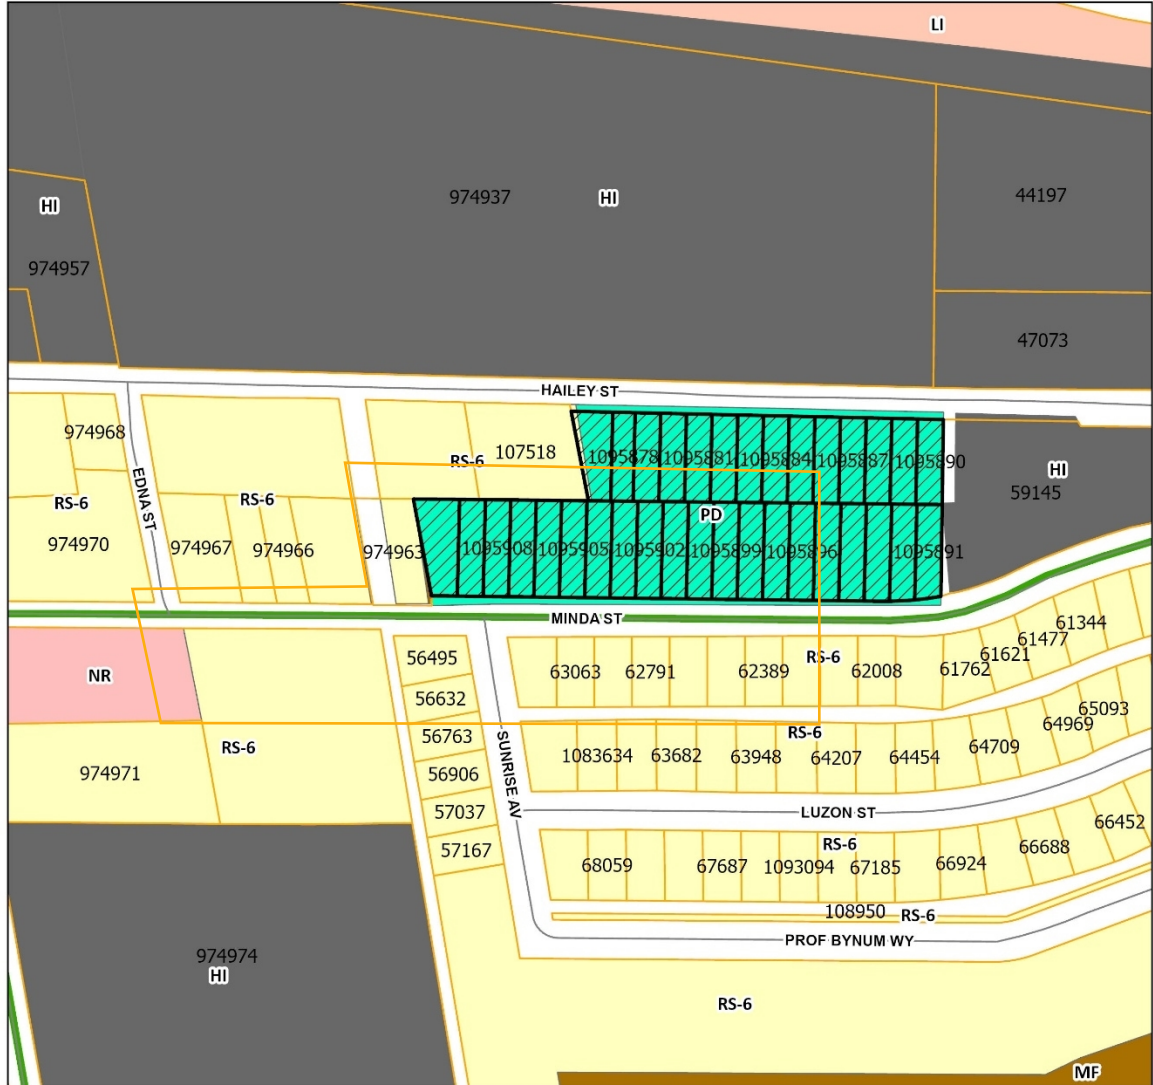 LI
974937
HI
44197
HI
974957
47073
HAILEY ST
974968
107518
RS-6
1095878
1095881
1095884
1095887
1095890
HI
59145
EDNA ST
RS-6
RS-6
PD
974970
974967
974966
974963
1095908
1095905
1095902
1095899
1095896
1095891
MINDA ST
61344
61477
61621
56495
63063
62791
62389
RS-6
62008
61762
NR
56632
65093
64969
RS-6
56763
SUNRISE AV
1083634
63682
63948
RS-6
64207
64454
64709
974971
56906
57037
LUZON ST
66452
57167
RS-6
66688
68059
67687
1093094
67185
66924
108950
RS-6
PROF BYNUM WY
974974
HI
RS-6
MF